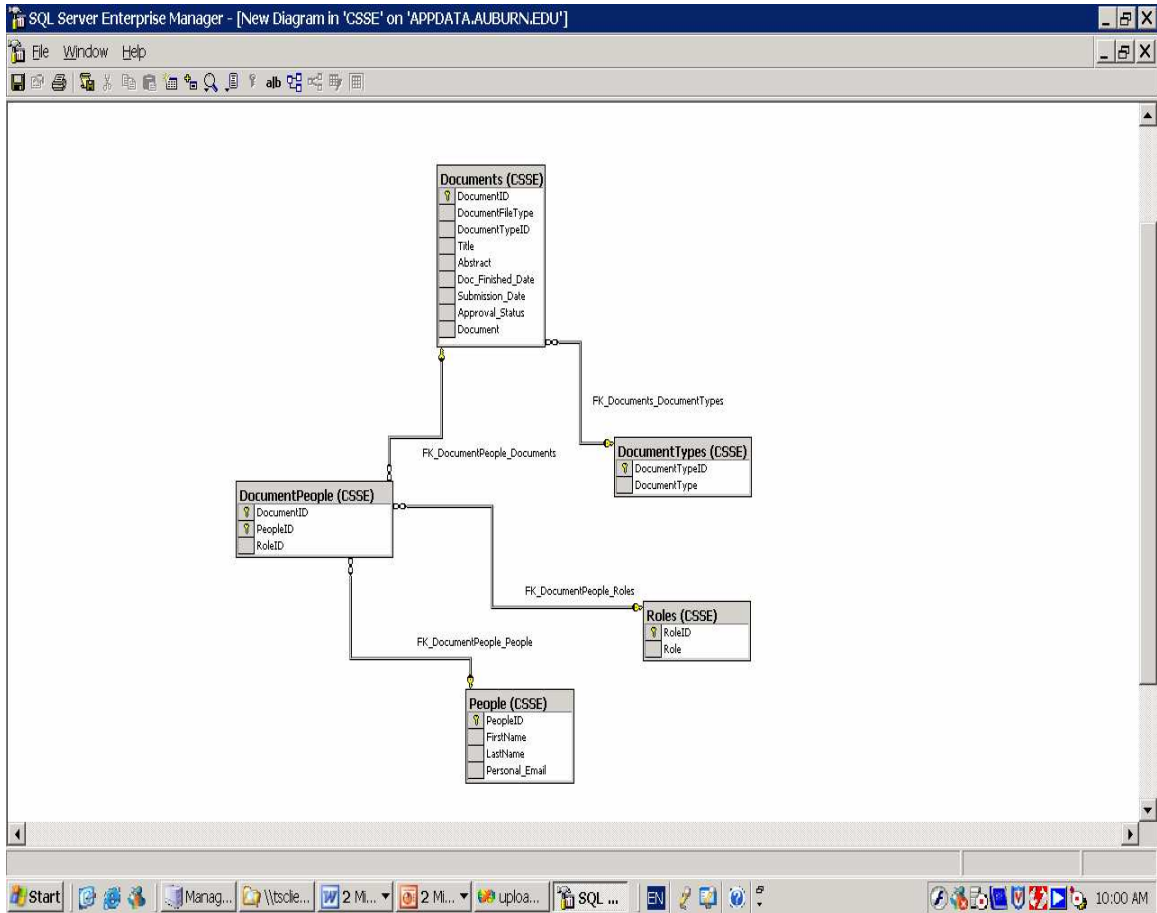 SQL Server Enterprise Manager - [New Diagram in 'CSSE' on 'APPDATA.AUBURN.EDU']
File Window Help
ab
Documents (CSSE)
DocumentID
DocumentFileType
DocumentTypeID
Title
Abstract
Doc_Finished_Date
Submission_Date
Approval_Status
Document
FK_Documents_DocumentTypes
DocumentTypes (CSSE)
DocumentTypeID
DocumentType
FK_DocumentPeople_Documents
DocumentPeople (CSSE)
DocumentID
PeopleID
RoleID
FK_DocumentPeople_Roles
Roles (CSSE)
RoleID
Role
FK_DocumentPeople_People
People (CSSE)
PeopleID
FirstName
LastName
Personal_Email
Start Manag... \\tsclie... 2 Mi... 2 Mi... uploa... SQL ... EN 10:00 AM